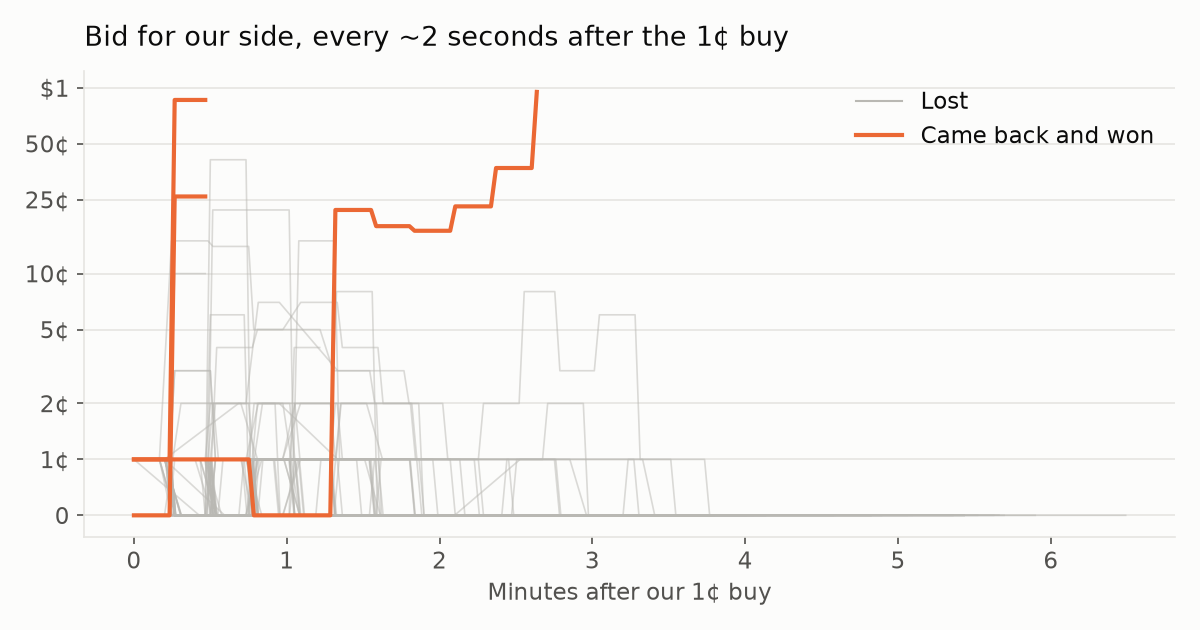 Bid for our side, every ~2 seconds after the 1¢ buy
$1
50¢
25¢
10¢
5¢
2¢
1¢
0
Lost
Came back and won
0 1 2 3 4 5 6
Minutes after our 1¢ buy